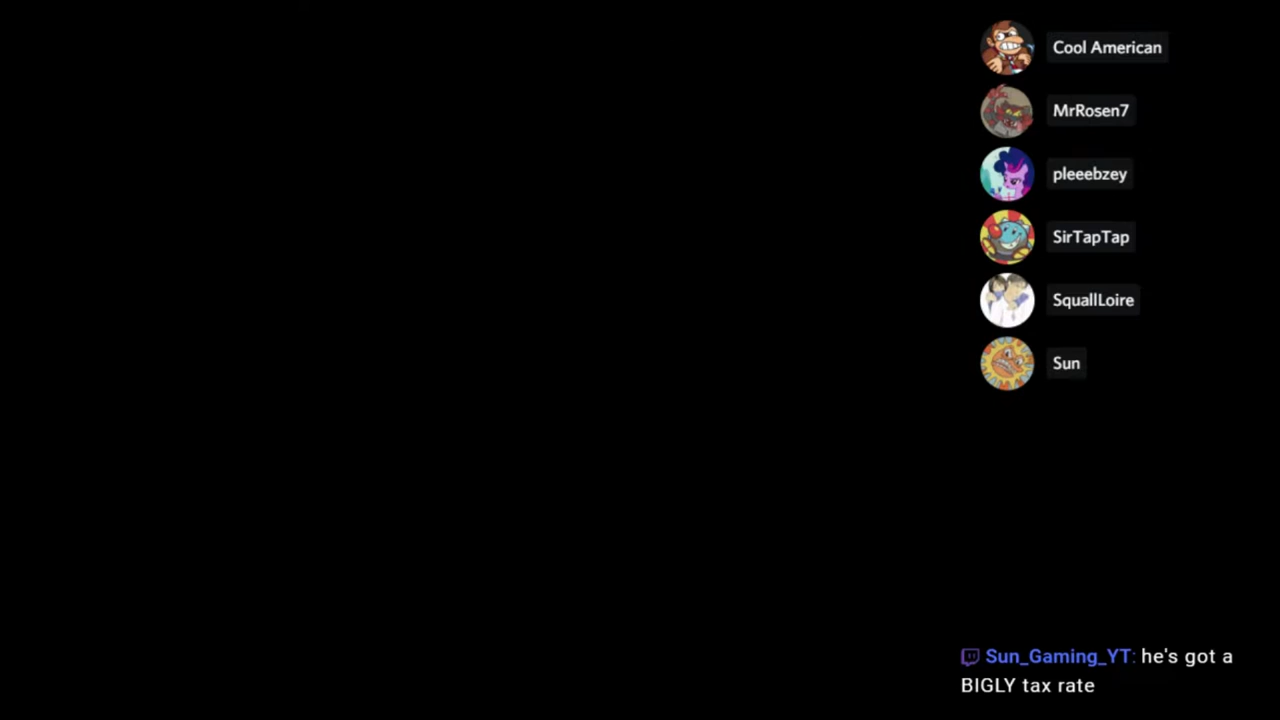 Cool American
MrRosen7
pleeebzey
SirTapTap
SquallLoire
Sun
Sun_Gaming_YT: he's got a
BIGLY tax rate